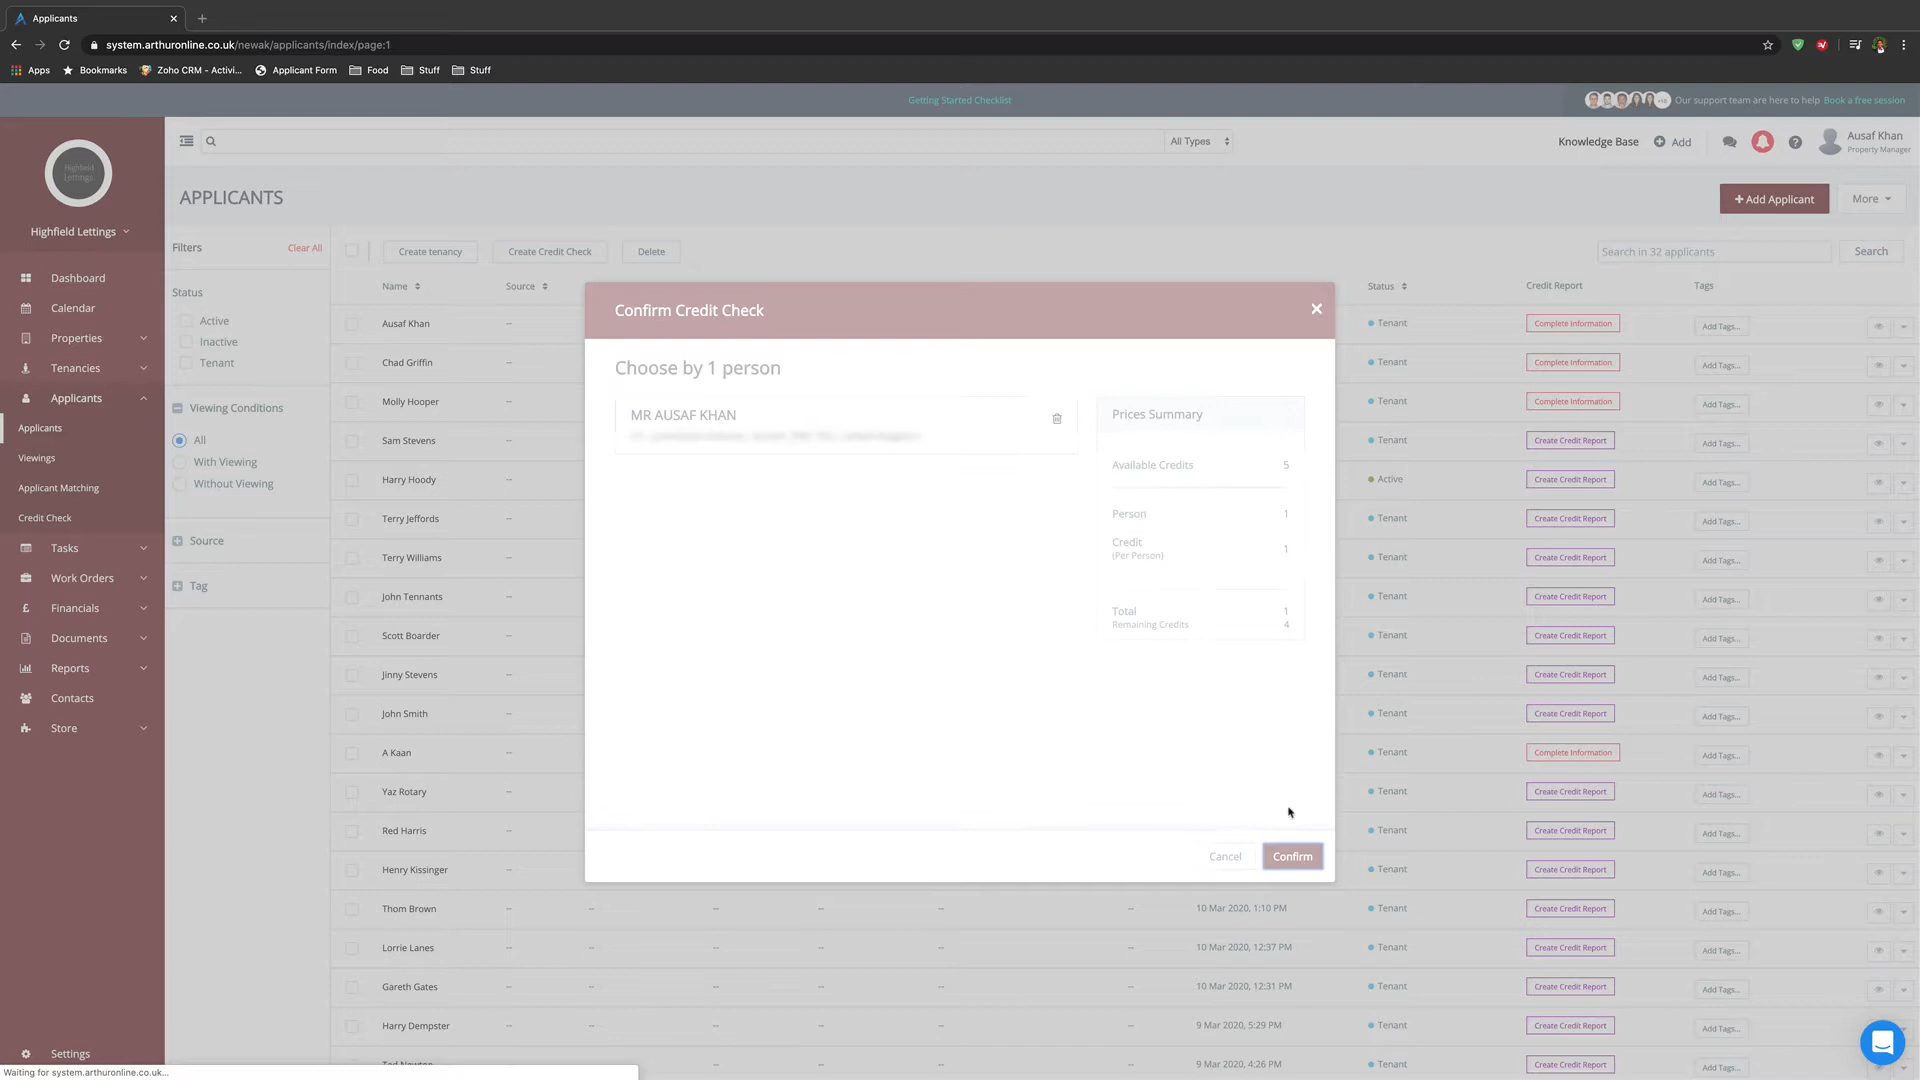 Applicants
system.arthuronline.co.uk/newak/applicants/index/page:1
Apps
Bookmarks
Zoho CRM - Activi...
Applicant Form
Food
Stuff
Stuff
Getting Started Checklist
+10
Our support team are here to help Book a free session
Highfield
Lettings
Highfield Lettings
All Types
Knowledge Base
Add
Ausaf Khan
Property Manager
APPLICANTS
+ Add Applicant
More
Dashboard
Calendar
Properties
Tenancies
Applicants
Applicants
Viewings
Applicant Matching
Credit Check
Tasks
Work Orders
Financials
Documents
Reports
Contacts
Store
Settings
Filters
Clear All
Status
Active
Inactive
Tenant
Viewing Conditions
All
With Viewing
Without Viewing
Source
Tag
Create tenancy
Create Credit Check
Delete
Search in 32 applicants
Search
Name
Source
Status
Credit Report
Tags
Ausaf Khan -- Tenant Complete Information Add Tags...
Chad Griffin -- Tenant Complete Information Add Tags...
Molly Hooper -- Tenant Complete Information Add Tags...
Sam Stevens -- Tenant Create Credit Report Add Tags...
Harry Hoody -- Active Create Credit Report Add Tags...
Terry Jeffords -- Tenant Create Credit Report Add Tags...
Terry Williams -- Tenant Create Credit Report Add Tags...
John Tennants -- Tenant Create Credit Report Add Tags...
Scott Boarder -- Tenant Create Credit Report Add Tags...
Jinny Stevens -- Tenant Create Credit Report Add Tags...
John Smith -- Tenant Create Credit Report Add Tags...
A Kaan -- Tenant Complete Information Add Tags...
Yaz Rotary -- Tenant Create Credit Report Add Tags...
Red Harris -- Tenant Create Credit Report Add Tags...
Henry Kissinger -- Tenant Create Credit Report Add Tags...
Thom Brown -- -- -- -- -- -- 10 Mar 2020, 1:10 PM Tenant Create Credit Report Add Tags...
Lorrie Lanes -- -- -- -- -- -- 10 Mar 2020, 12:37 PM Tenant Create Credit Report Add Tags...
Gareth Gates -- -- -- -- -- -- 10 Mar 2020, 12:31 PM Tenant Create Credit Report Add Tags...
Harry Dempster -- -- -- -- -- -- 9 Mar 2020, 5:29 PM Tenant Create Credit Report Add Tags...
Ted Newton -- -- -- -- -- -- 9 Mar 2020, 4:26 PM Tenant Create Credit Report Add Tags...
Confirm Credit Check
Choose by 1 person
MR AUSAF KHAN
Prices Summary
Available Credits 5
Person 1
Credit 1
(Per Person)
Total 1
Remaining Credits 4
Cancel
Confirm
Waiting for system.arthuronline.co.uk...